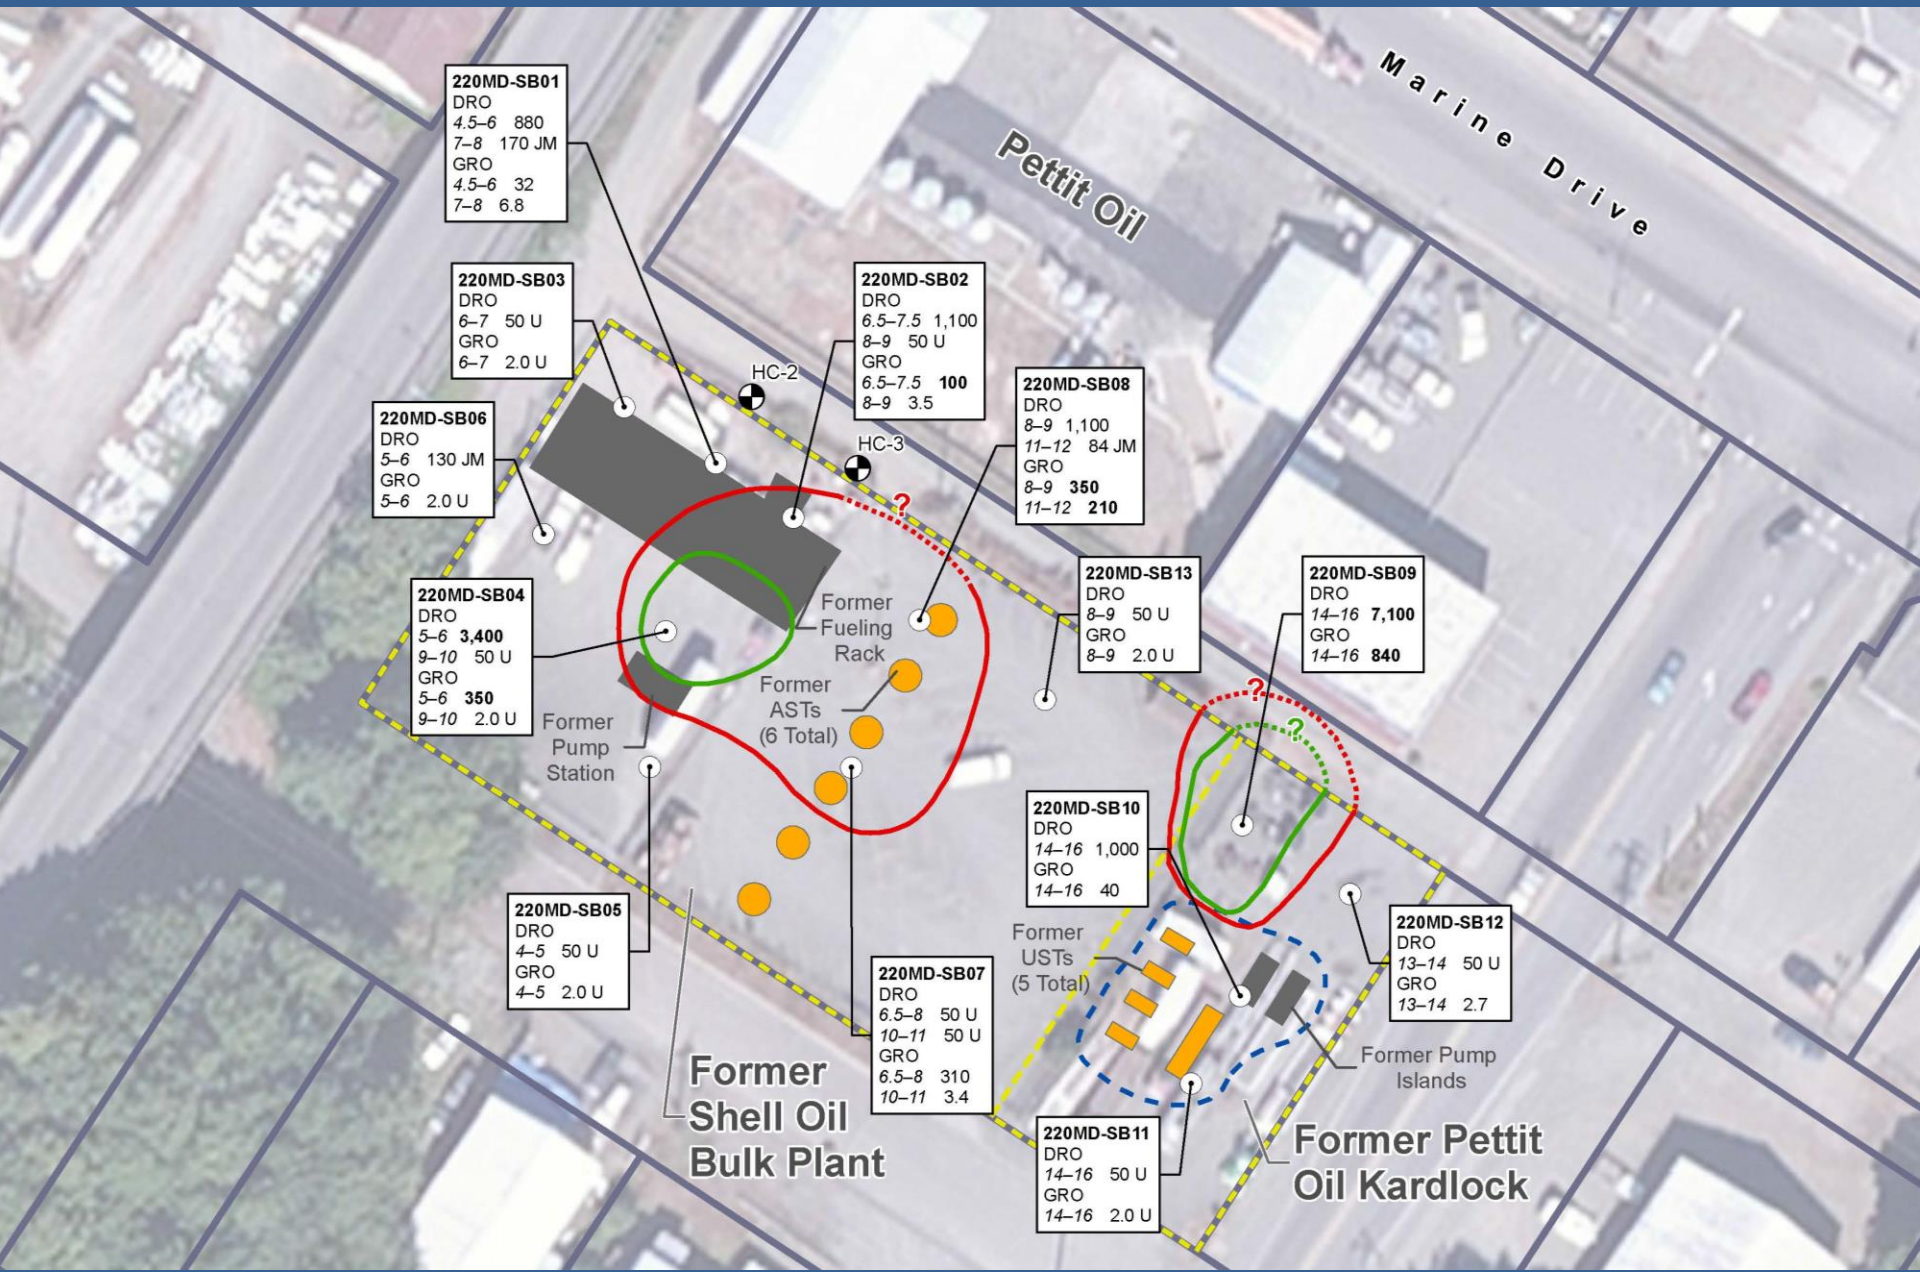 Marine Drive
Pettit Oil
220MD-SB01
DRO
4.5–6 880
7–8 170 JM
GRO
4.5–6 32
7–8 6.8
220MD-SB03
DRO
6–7 50 U
GRO
6–7 2.0 U
220MD-SB02
DRO
6.5–7.5 1,100
8–9 50 U
GRO
6.5–7.5 100
8–9 3.5
HC-2
HC-3
?
220MD-SB08
DRO
8–9 1,100
11–12 84 JM
GRO
8–9 350
11–12 210
220MD-SB06
DRO
5–6 130 JM
GRO
5–6 2.0 U
220MD-SB04
DRO
5–6 3,400
9–10 50 U
GRO
5–6 350
9–10 2.0 U
220MD-SB13
DRO
8–9 50 U
GRO
8–9 2.0 U
220MD-SB09
DRO
14–16 7,100
GRO
14–16 840
Former
Fueling
Rack
Former
ASTs
(6 Total)
Former
Pump
Station
?
?
220MD-SB10
DRO
14–16 1,000
GRO
14–16 40
220MD-SB05
DRO
4–5 50 U
GRO
4–5 2.0 U
220MD-SB07
DRO
6.5–8 50 U
10–11 50 U
GRO
6.5–8 310
10–11 3.4
Former
USTs
(5 Total)
220MD-SB12
DRO
13–14 50 U
GRO
13–14 2.7
Former Pump
Islands
Former
Shell Oil
Bulk Plant
220MD-SB11
DRO
14–16 50 U
GRO
14–16 2.0 U
Former Pettit
Oil Kardlock